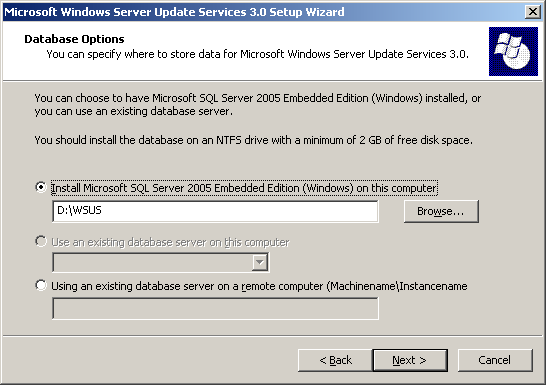 Microsoft Windows Server Update Services 3.0 Setup Wizard
Database Options
You can specify where to store data for Microsoft Windows Server Update Services 3.0.
You can choose to have Microsoft SQL Server 2005 Embedded Edition (Windows) installed, or
you can use an existing database server.
You should install the database on an NTFS drive with a minimum of 2 GB of free disk space.
Install Microsoft SQL Server 2005 Embedded Edition (Windows) on this computer
D:\WSUS
Browse...
Use an existing database server on this computer
Using an existing database server on a remote computer (Machinename\Instancename
< Back
Next >
Cancel